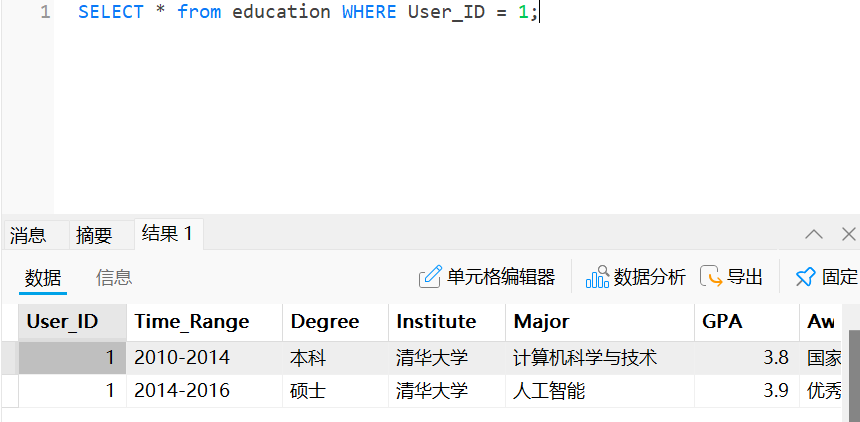 1 SELECT * from education WHERE User_ID = 1;
消息 摘要 结果 1
数据 信息 单元格编辑器 数据分析 导出 固定
User_ID Time_Range Degree Institute Major GPA Aw
1 2010-2014 本科 清华大学 计算机科学与技术 3.8 国家
1 2014-2016 硕士 清华大学 人工智能 3.9 优秀